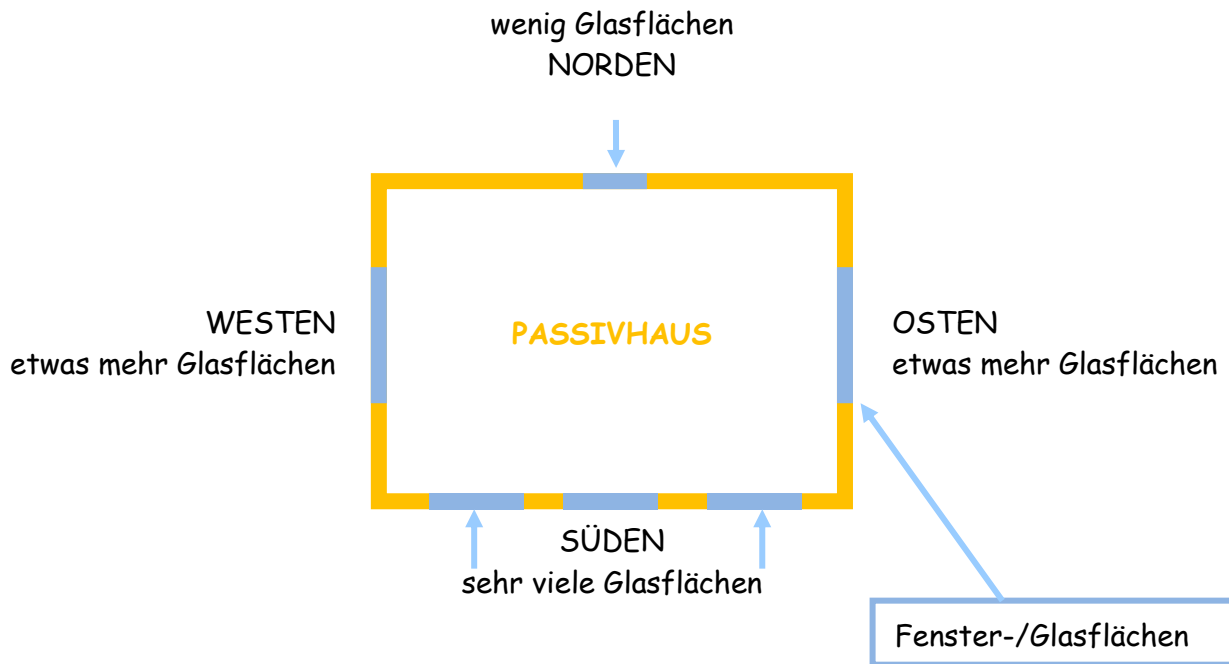 wenig Glasflächen
NORDEN
WESTEN
etwas mehr Glasflächen
PASSIVHAUS
OSTEN
etwas mehr Glasflächen
SÜDEN
sehr viele Glasflächen
Fenster-/Glasflächen